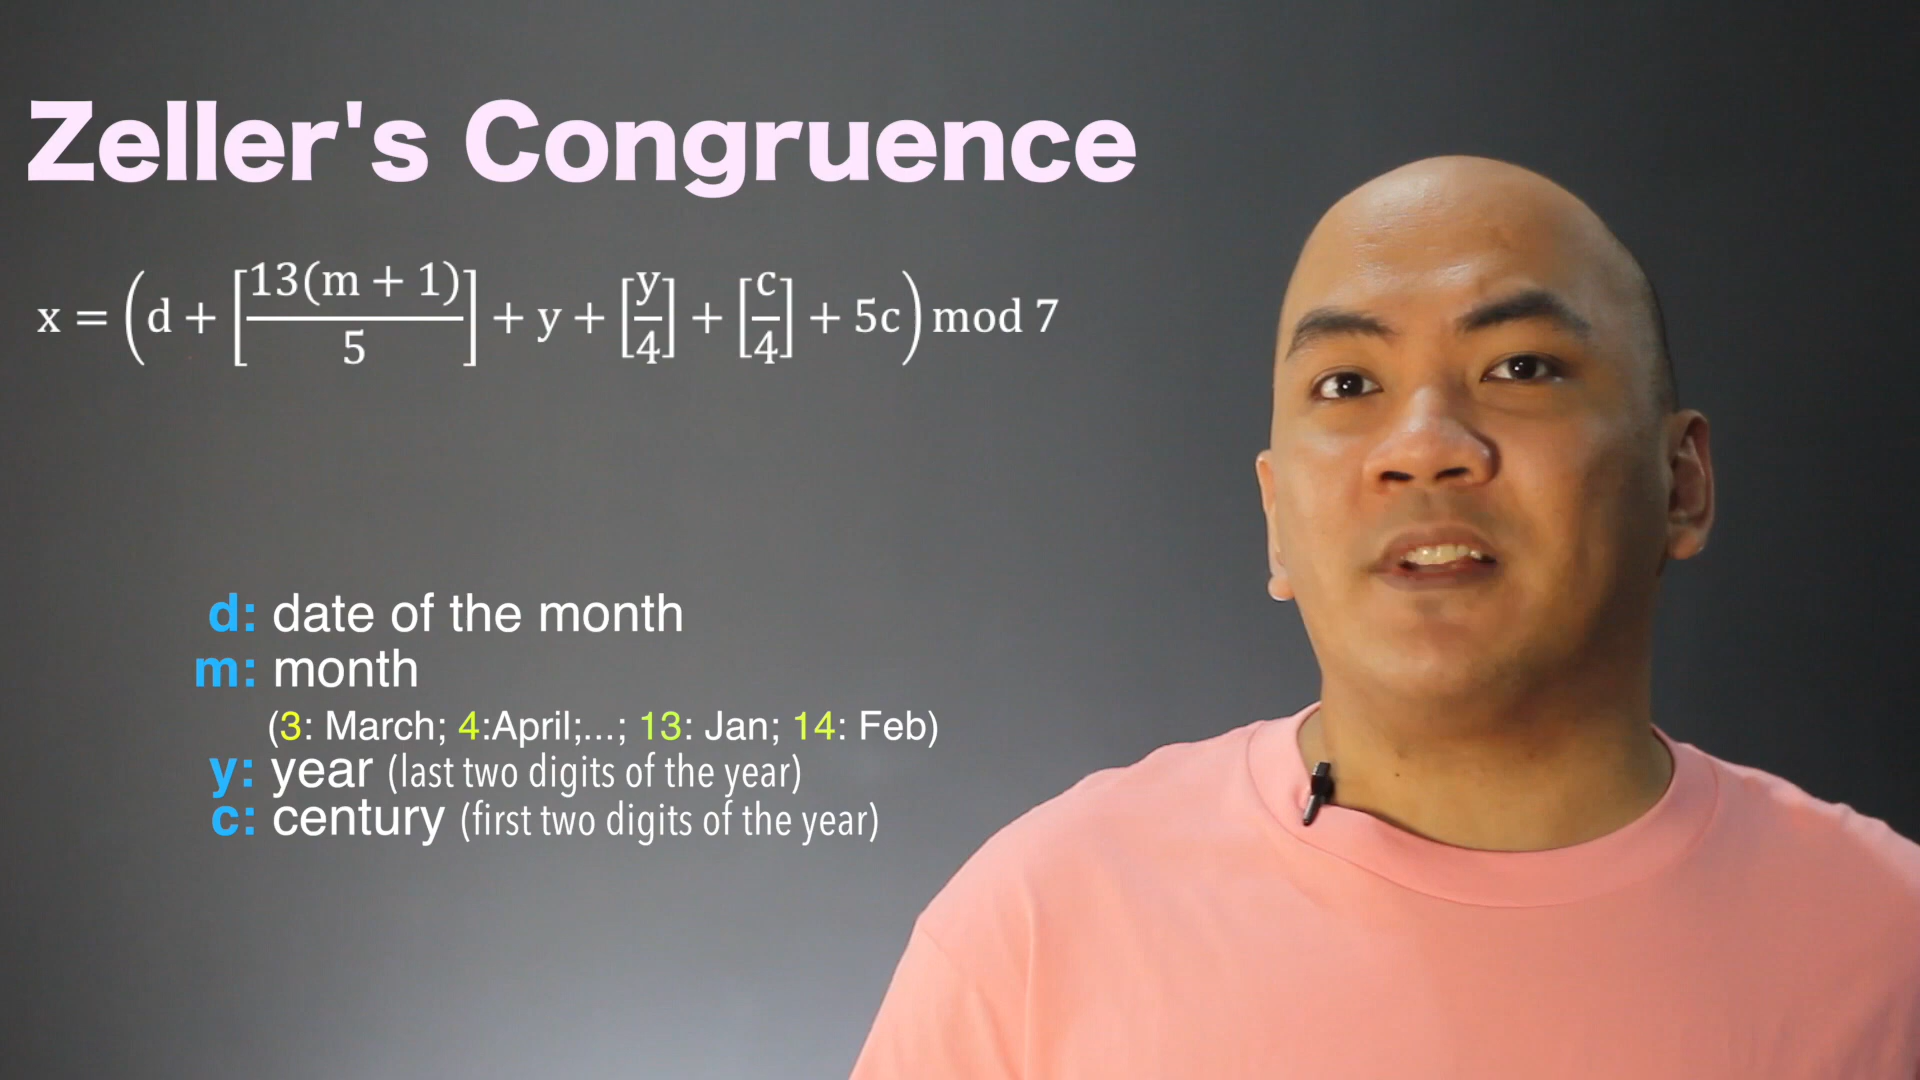 Zeller's Congruence
x = (d + [13(m + 1)/5] + y + [y/4] + [c/4] + 5c) mod 7
d: date of the month
m: month
(3: March; 4:April;...; 13: Jan; 14: Feb)
y: year (last two digits of the year)
c: century (first two digits of the year)